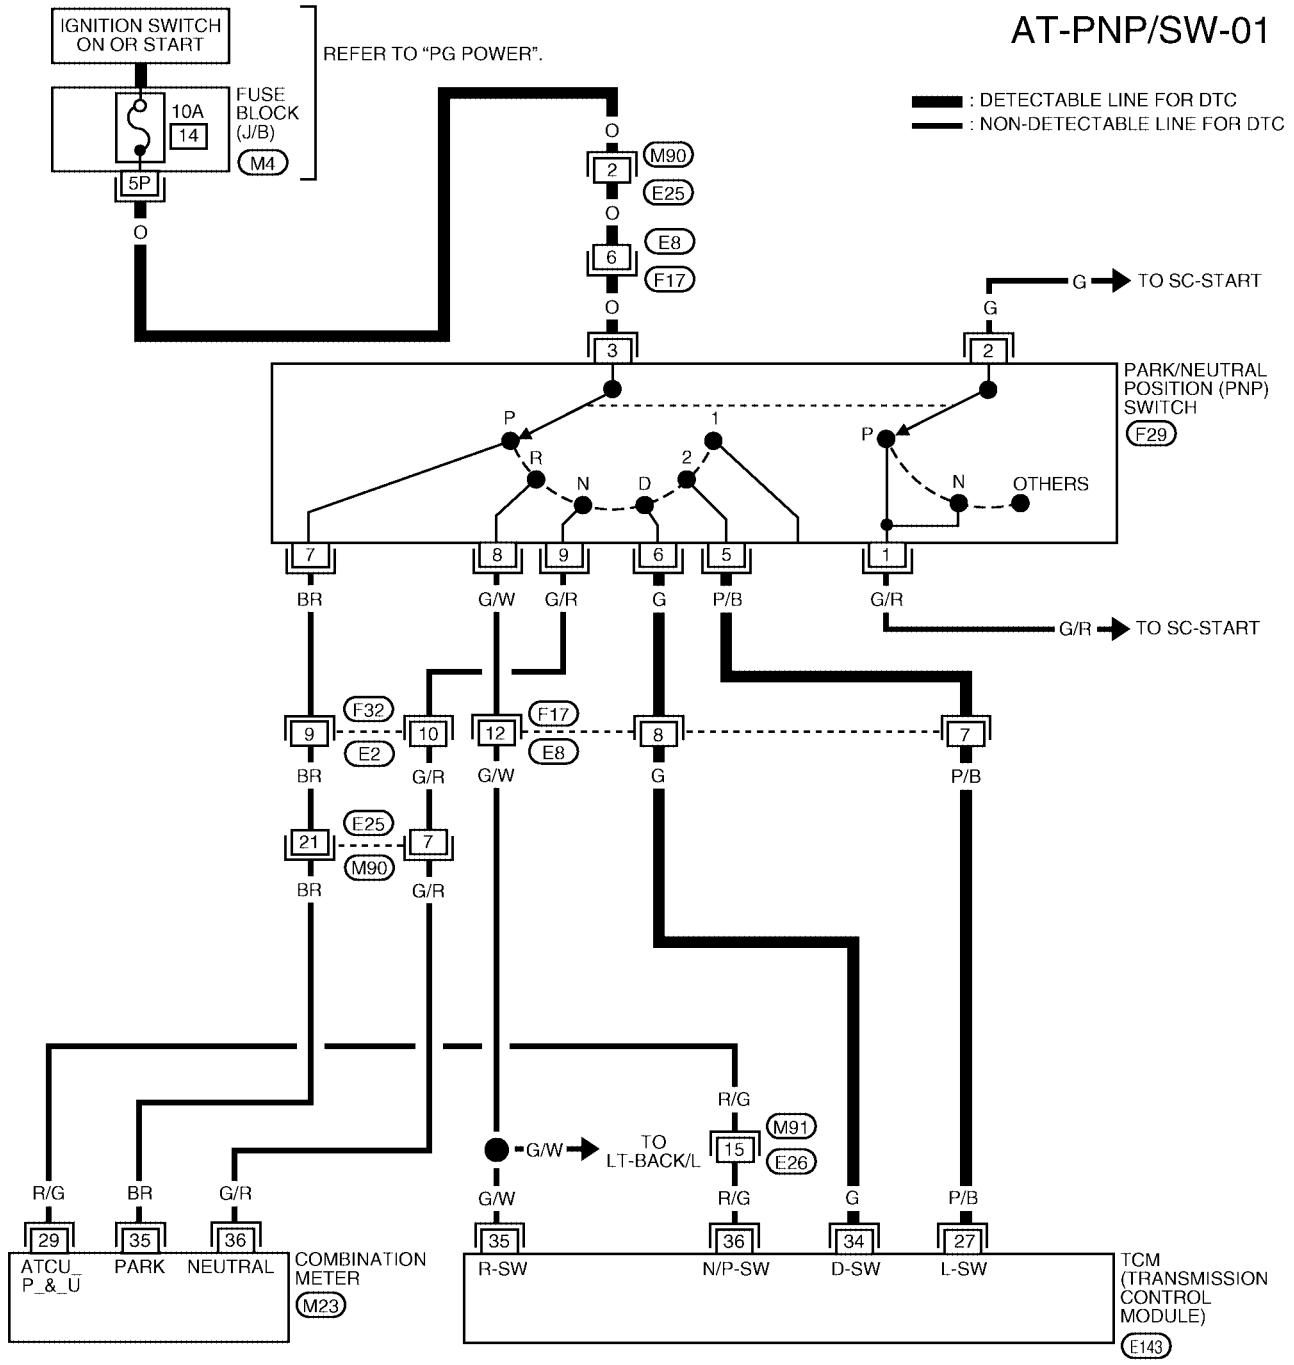 AT-PNP/SW-01
IGNITION SWITCH
ON OR START
REFER TO "PG POWER".
FUSE
BLOCK
(J/B)
M4
10A
14
5P
O
: DETECTABLE LINE FOR DTC
: NON-DETECTABLE LINE FOR DTC
O
2
M90
E25
O
6
E8
F17
O
3
G
TO SC-START
G
2
PARK/NEUTRAL
POSITION (PNP)
SWITCH
F29
P
R
N
D
2
1
P
N
OTHERS
7
8
9
6
5
1
BR
G/W
G/R
G
P/B
G/R
G/R
TO SC-START
9
F32
E2
10
12
F17
E8
8
7
BR
G/R
G/W
G
P/B
21
E25
M90
7
BR
G/R
R/G
M91
15
E26
G/W
TO
LT-BACK/L
R/G
BR
G/R
G/W
R/G
G
P/B
29
35
36
35
36
34
27
ATCU_
P_&_U
PARK
NEUTRAL
COMBINATION
METER
M23
R-SW
N/P-SW
D-SW
L-SW
TCM
(TRANSMISSION
CONTROL
MODULE)
E143